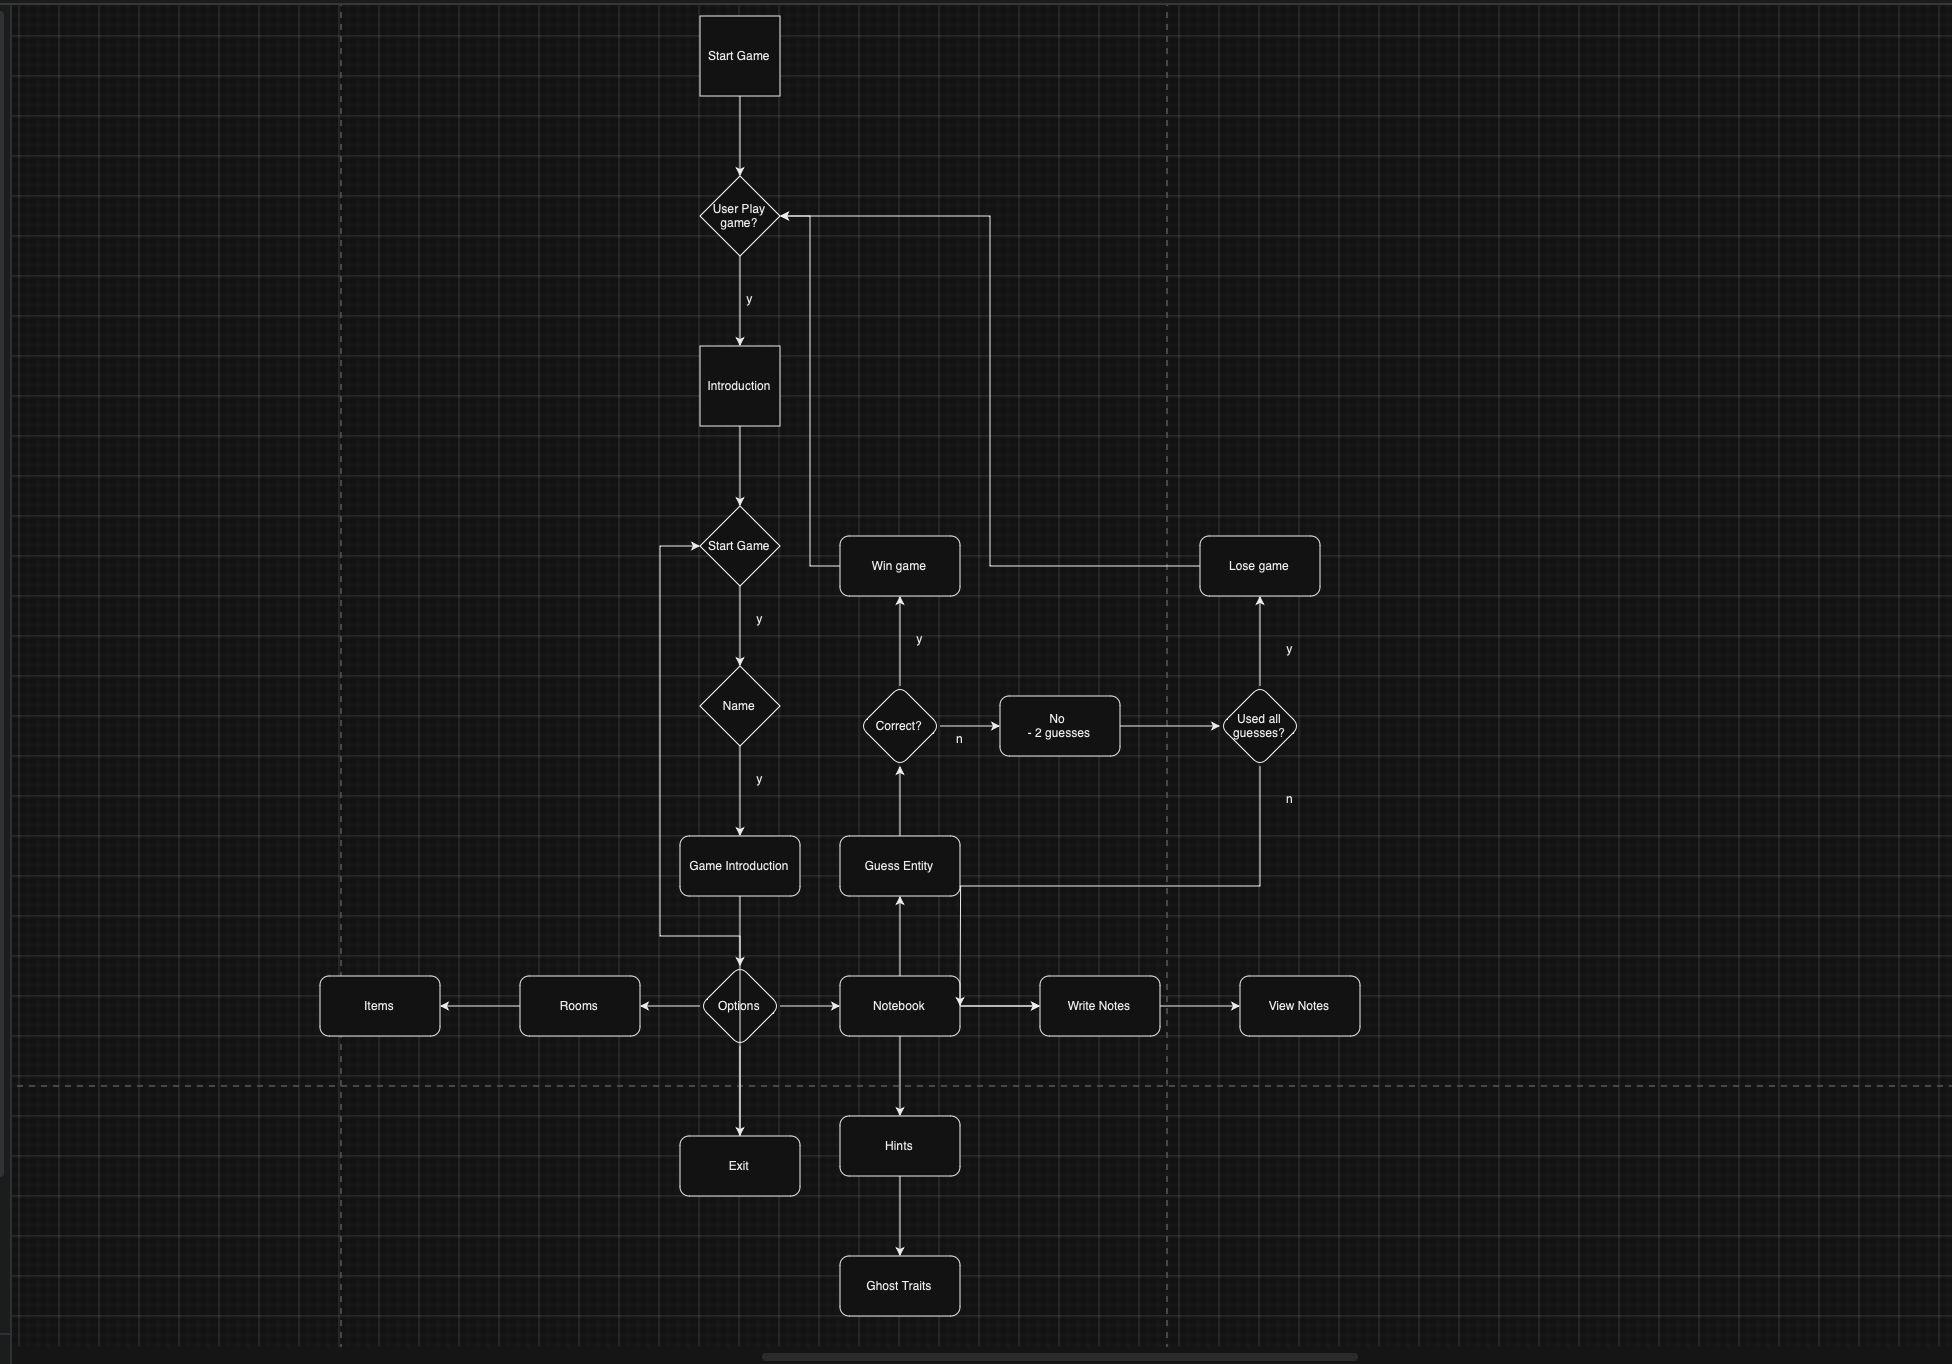 Start Game
User Play
game?
y
Introduction
Start Game
Win game
Lose game
y
y
y
Name
Correct?
n
No
- 2 guesses
Used all
guesses?
y
n
Game Introduction
Guess Entity
Items
Rooms
Options
Notebook
Write Notes
View Notes
Exit
Hints
Ghost Traits